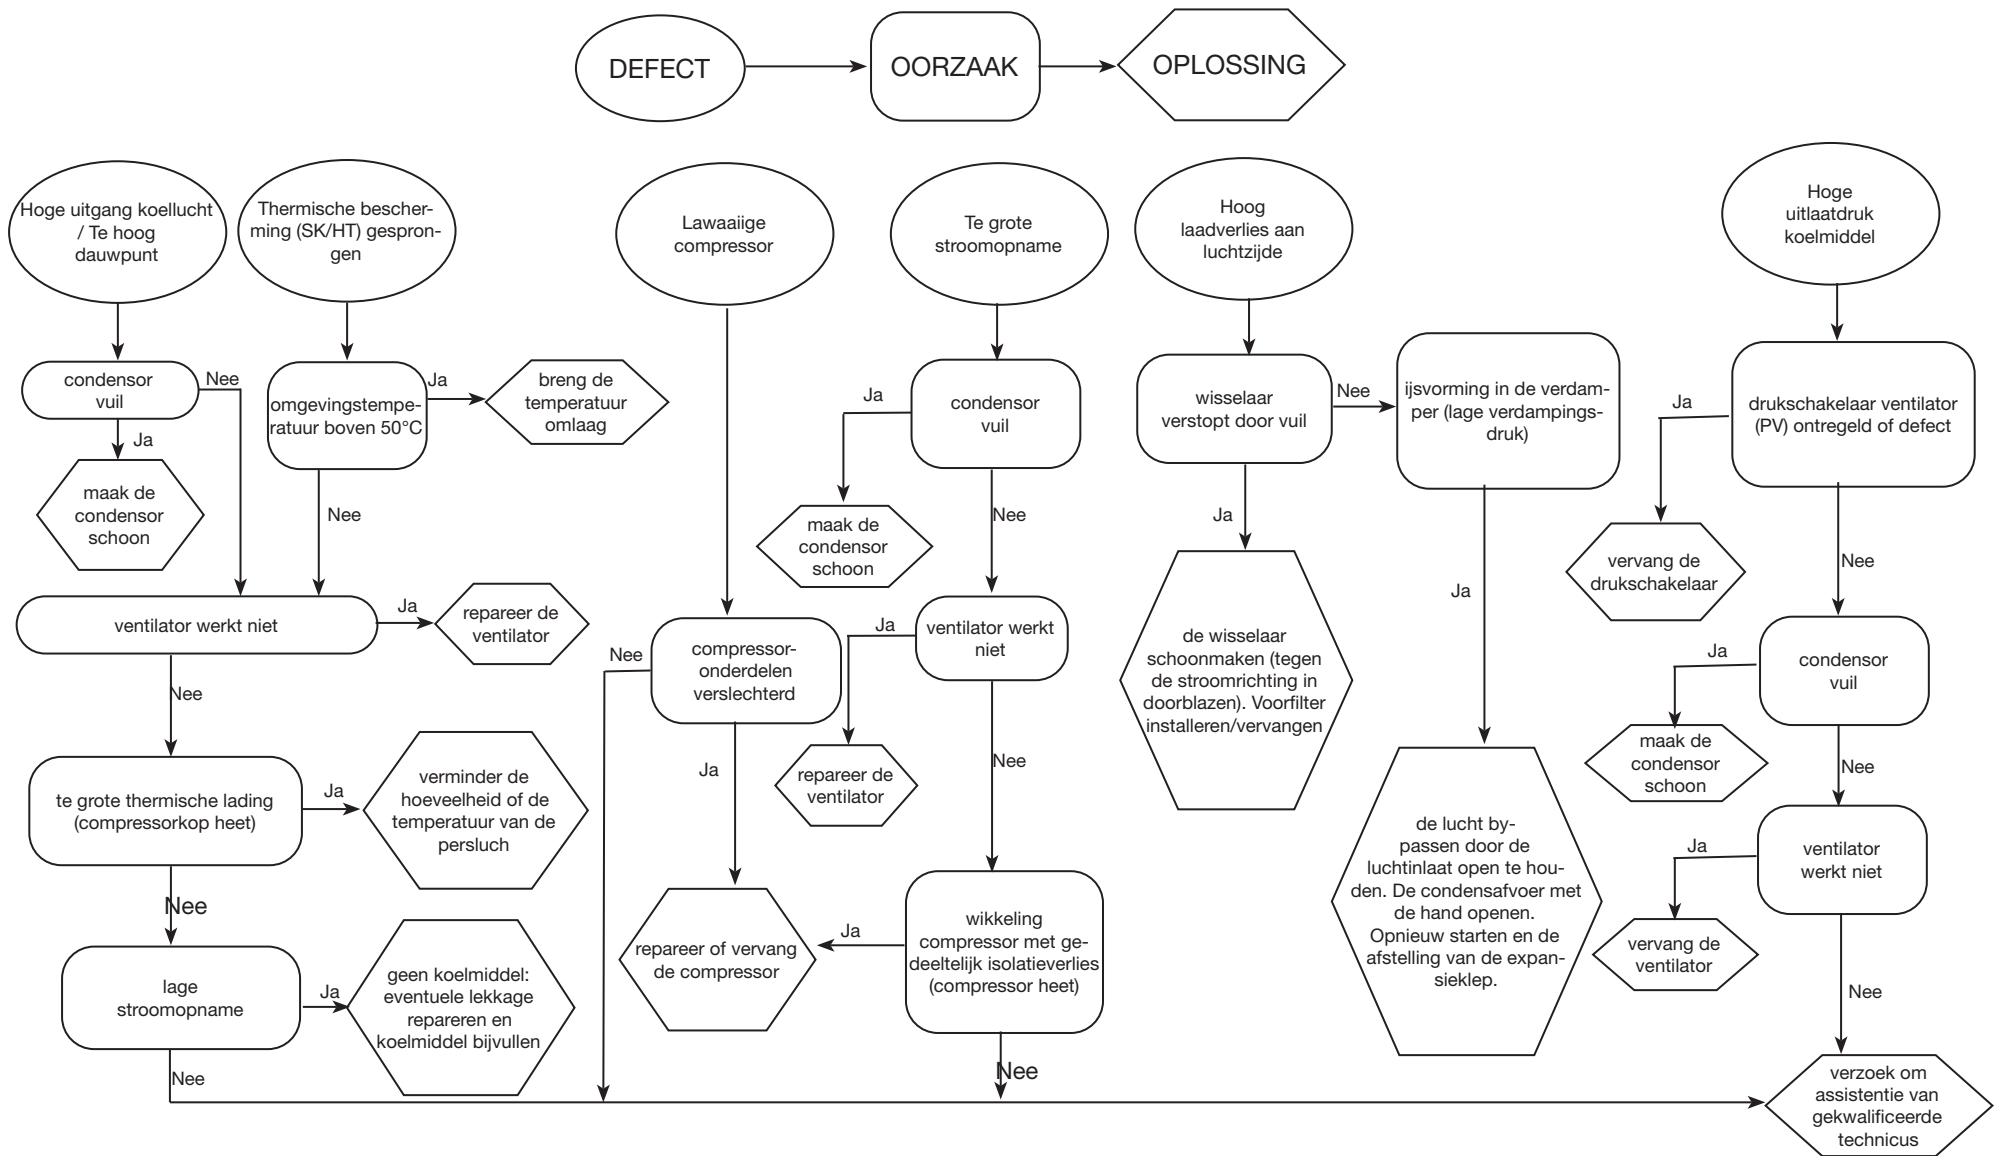 DEFECT
OORZAAK
OPLOSSING
Hoge uitgang koellucht
/ Te hoog
dauwpunt
Thermische bescher-
ming (SK/HT) gespron-
gen
Lawaaiige
compressor
Te grote
stroomopname
Hoog
laadverlies aan
luchtzijde
Hoge
uitlaatdruk
koelmiddel
condensor
vuil
Nee
Ja
maak de
condensor
schoon
omgevingstempe-
ratuur boven 50°C
Ja
breng de
temperatuur
omlaag
Nee
ventilator werkt niet
Ja
repareer de
ventilator
Nee
te grote thermische lading
(compressorkop heet)
Ja
verminder de
hoeveelheid of de
temperatuur van de
persluch
Nee
lage
stroomopname
Ja
geen koelmiddel:
eventuele lekkage
repareren en
koelmiddel bijvullen
Nee
compressor-
onderdelen
verslechterd
Nee
Ja
repareer of vervang
de compressor
condensor
vuil
Ja
maak de
condensor
schoon
Nee
ventilator werkt
niet
Ja
repareer de
ventilator
Nee
wikkeling
compressor met ge-
deeltelijk isolatieverlies
(compressor heet)
Ja
Nee
wisselaar
verstopt door vuil
Nee
Ja
de wisselaar
schoonmaken (tegen
de stroomrichting in
doorblazen). Voorfilter
installeren/vervangen
ijsvorming in de verdam-
per (lage verdampings-
druk)
Ja
de lucht by-
passen door de
luchtinlaat open te hou-
den. De condensafvoer met
de hand openen.
Opnieuw starten en de
afstelling van de expan-
sieklep.
drukschakelaar ventilator
(PV) ontregeld of defect
Ja
vervang de
drukschakelaar
Nee
condensor
vuil
Ja
maak de
condensor
schoon
Nee
ventilator
werkt niet
Ja
vervang de
ventilator
Nee
verzoek om
assistentie van
gekwalificeerde
technicus